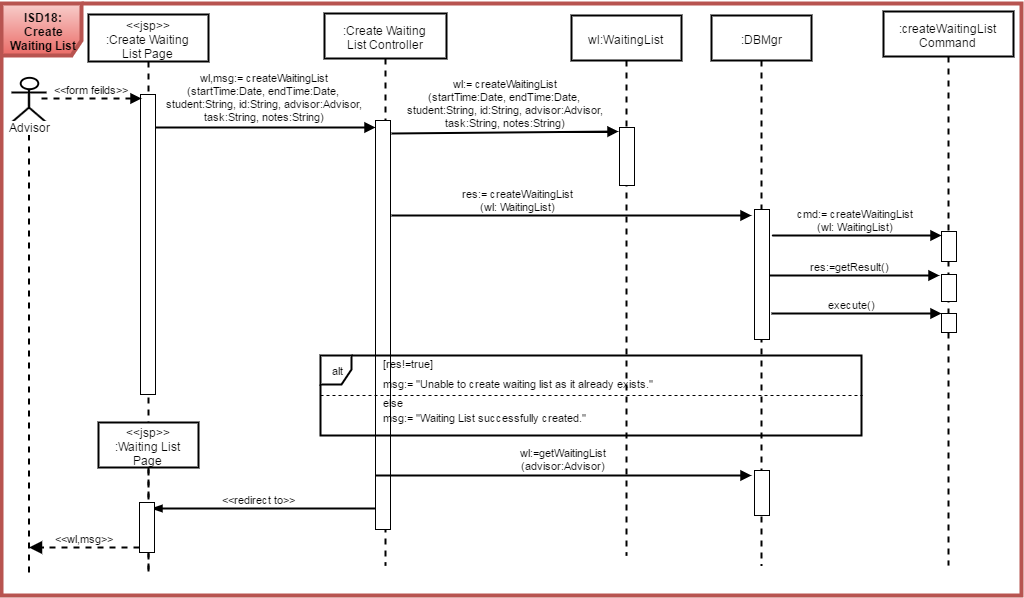 ISD18:
Create
Waiting List
<<jsp>>
:Create Waiting
List Page
:Create Waiting
List Controller
wl:WaitingList
:DBMgr
:createWaitingList
Command
Advisor
<<form feilds>>
wl,msg:= createWaitingList
(startTime:Date, endTime:Date,
student:String, id:String, advisor:Advisor,
task:String, notes:String)
wl:= createWaitingList
(startTime:Date, endTime:Date,
student:String, id:String, advisor:Advisor,
task:String, notes:String)
res:= createWaitingList
(wl: WaitingList)
cmd:= createWaitingList
(wl: WaitingList)
res:=getResult()
execute()
alt
[res!=true]
msg:= "Unable to create waiting list as it already exists."
else
msg:= "Waiting List successfully created."
<<jsp>>
:Waiting List
Page
wl:=getWaitingList
(advisor:Advisor)
<<redirect to>>
<<wl,msg>>